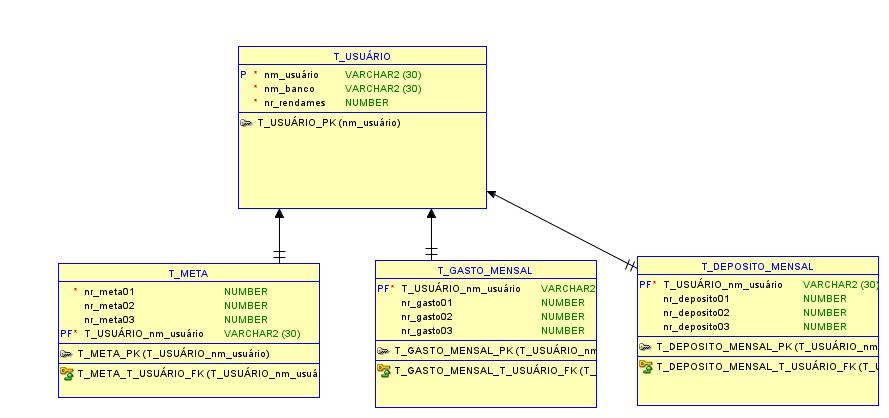 T_USUÁRIO
P * nm_usuário VARCHAR2 (30)
* nm_banco VARCHAR2 (30)
* nr_rendames NUMBER
T_USUÁRIO_PK (nm_usuário)
T_META
* nr_meta01 NUMBER
nr_meta02 NUMBER
nr_meta03 NUMBER
PF* T_USUÁRIO_nm_usuário VARCHAR2 (30)
T_META_PK (T_USUÁRIO_nm_usuário)
T_META_T_USUÁRIO_FK (T_USUÁRIO_nm_usuá
T_GASTO_MENSAL
PF* T_USUÁRIO_nm_usuário VARCHAR2
nr_gasto01 NUMBER
nr_gasto02 NUMBER
nr_gasto03 NUMBER
T_GASTO_MENSAL_PK (T_USUÁRIO_nm
T_GASTO_MENSAL_T_USUÁRIO_FK (T_
T_DEPOSITO_MENSAL
PF* T_USUÁRIO_nm_usuário VARCHAR2 (30)
nr_deposito01 NUMBER
nr_deposito02 NUMBER
nr_deposito03 NUMBER
T_DEPOSITO_MENSAL_PK (T_USUÁRIO_nm
T_DEPOSITO_MENSAL_T_USUÁRIO_FK (T_U